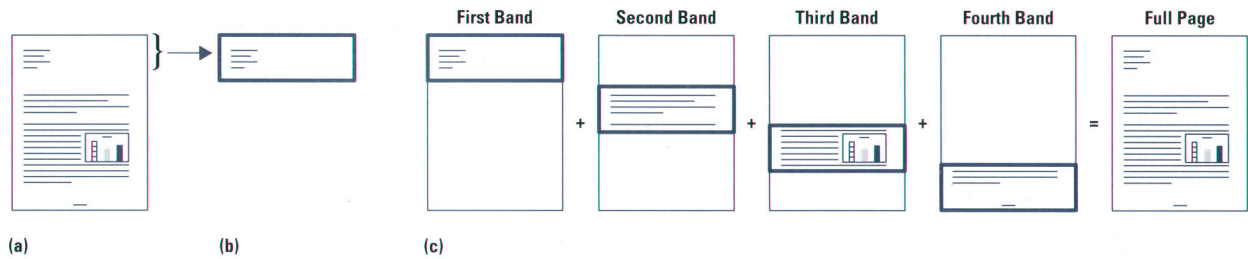 First Band
Second Band
Third Band
Fourth Band
Full Page
+
+
+
=
(a)
(b)
(c)